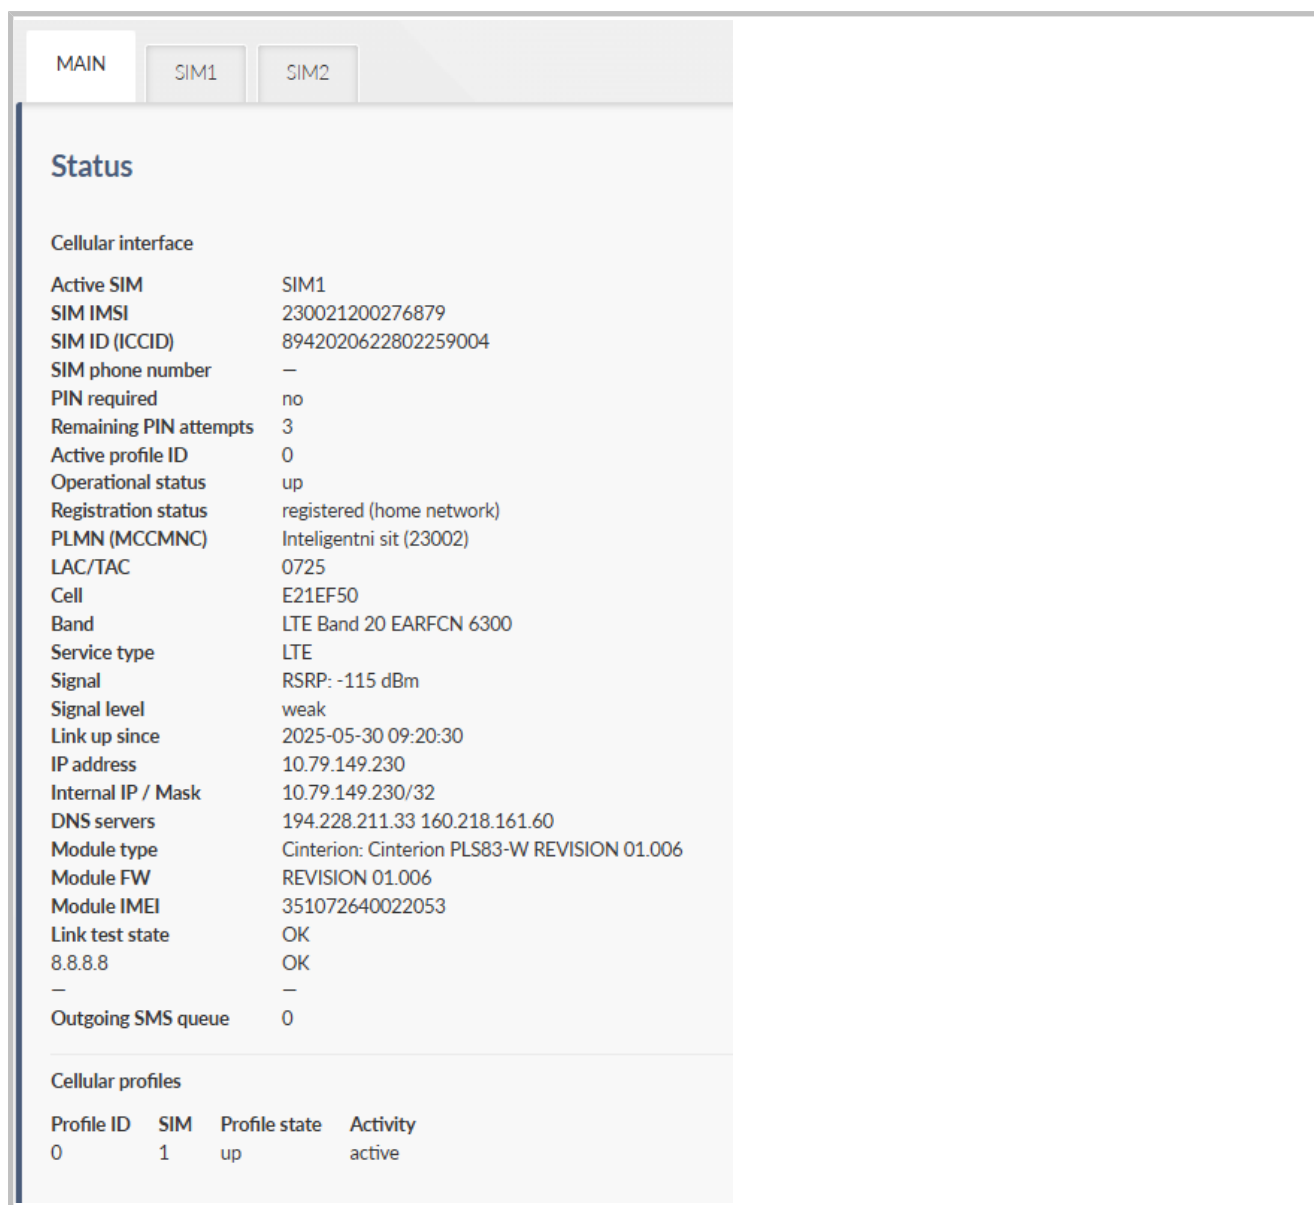 MAIN SIM1 SIM2
Status
Cellular interface
Active SIM SIM1
SIM IMSI 230021200276879
SIM ID (ICCID) 8942020622802259004
SIM phone number —
PIN required no
Remaining PIN attempts 3
Active profile ID 0
Operational status up
Registration status registered (home network)
PLMN (MCCMNC) Inteligentni sit (23002)
LAC/TAC 0725
Cell E21EF50
Band LTE Band 20 EARFCN 6300
Service type LTE
Signal RSRP: -115 dBm
Signal level weak
Link up since 2025-05-30 09:20:30
IP address 10.79.149.230
Internal IP / Mask 10.79.149.230/32
DNS servers 194.228.211.33 160.218.161.60
Module type Cinterion: Cinterion PLS83-W REVISION 01.006
Module FW REVISION 01.006
Module IMEI 351072640022053
Link test state OK
8.8.8.8 OK
— —
Outgoing SMS queue 0
Cellular profiles
Profile ID SIM Profile state Activity
0 1 up active